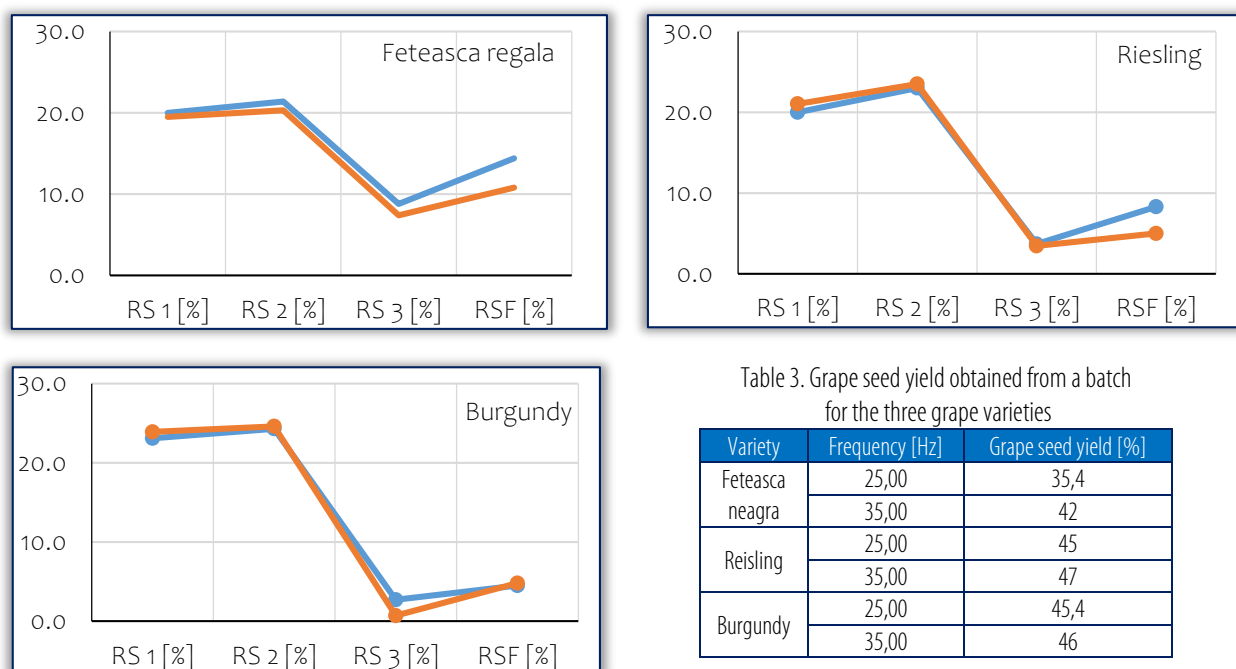 30.0
Feteasca regala
20.0
10.0
0.0
RS 1 [%] RS 2 [%] RS 3 [%] RSF [%]
30.0
Riesling
20.0
10.0
0.0
RS 1 [%] RS 2 [%] RS 3 [%] RSF [%]
30.0
Burgundy
20.0
10.0
0.0
RS 1 [%] RS 2 [%] RS 3 [%] RSF [%]
Table 3. Grape seed yield obtained from a batch
for the three grape varieties
Variety Frequency [Hz] Grape seed yield [%]
Feteasca neagra 25,00 35,4
35,00 42
Reisling 25,00 45
35,00 47
Burgundy 25,00 45,4
35,00 46